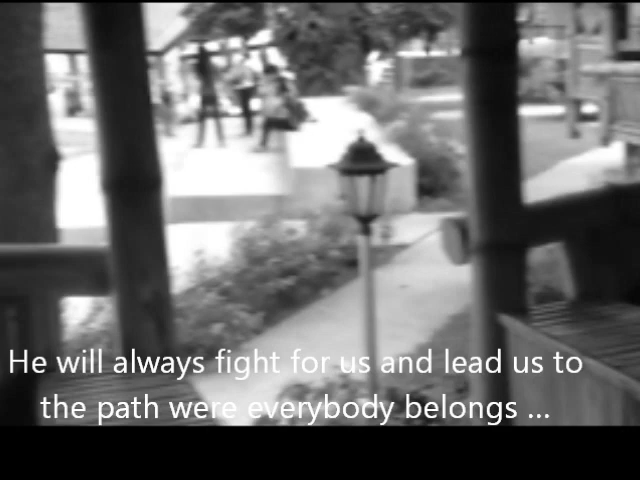 He will always fight for us and lead us to
the path were everybody belongs ...